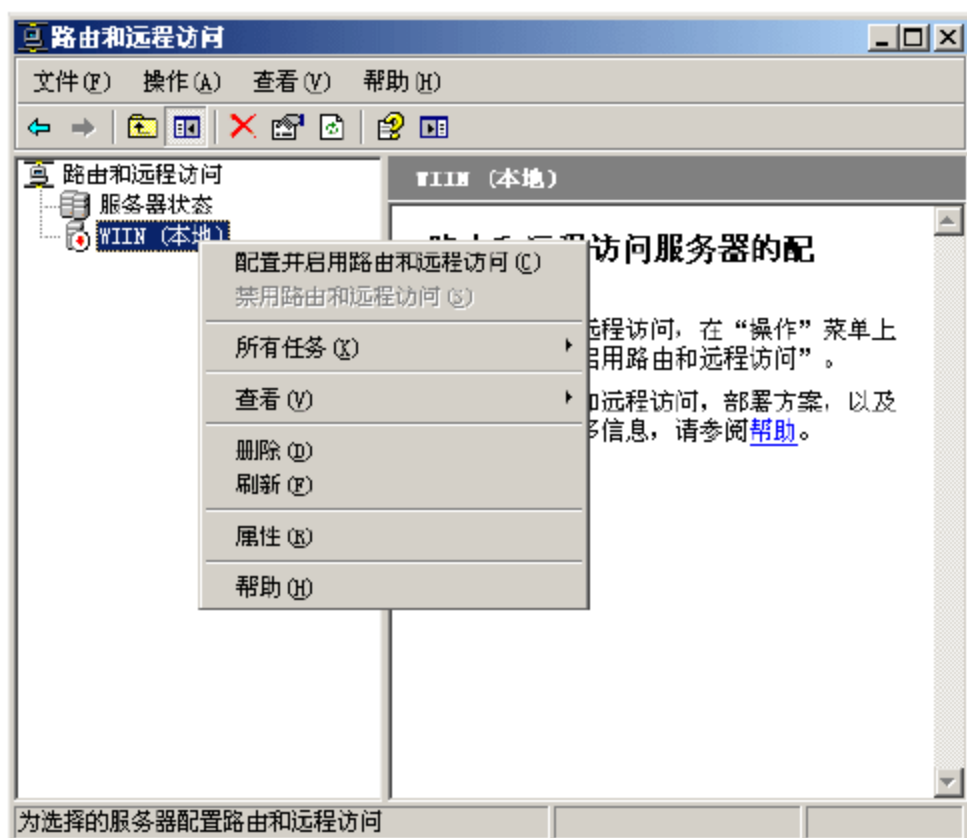 路由和远程访问
文件(F) 操作(A) 查看(V) 帮助(H)
路由和远程访问
服务器状态
WIIN (本地)
WIIN (本地)
访问服务器的配
配置并启用路由和远程访问(C)
禁用路由和远程访问(S)
所有任务(K)
查看(V)
删除(D)
刷新(F)
属性(R)
帮助(H)
远程访问，在“操作”菜单上
启用路由和远程访问”。
和远程访问，部署方案，以及
多信息，请参阅帮助。
为选择的服务器配置路由和远程访问